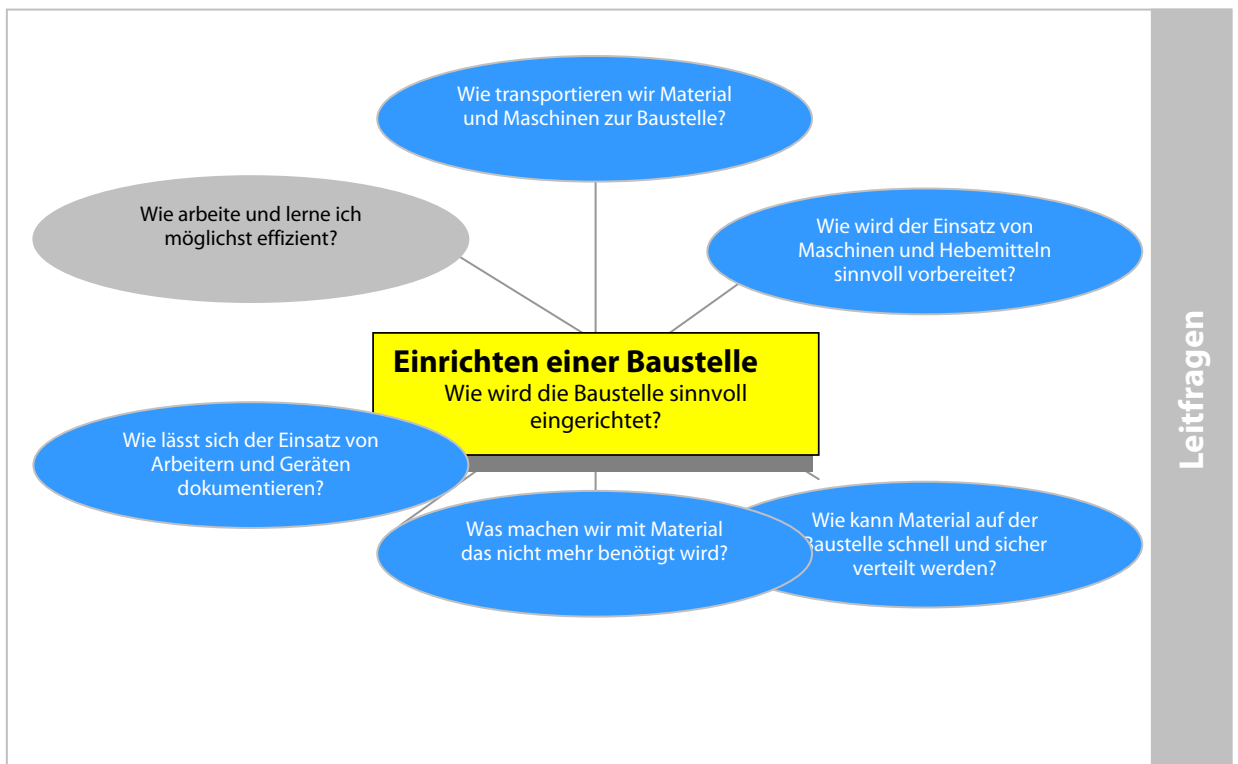 Wie transportieren wir Material
und Maschinen zur Baustelle?
Wie arbeite und lerne ich
möglichst effizient?
Wie wird der Einsatz von
Maschinen und Hebemitteln
sinnvoll vorbereitet?
Einrichten einer Baustelle
Wie wird die Baustelle sinnvoll
eingerichtet?
Wie lässt sich der Einsatz von
Arbeitern und Geräten
dokumentieren?
Was machen wir mit Material
das nicht mehr benötigt wird?
Wie kann Material auf der
Baustelle schnell und sicher
verteilt werden?
Leitfragen